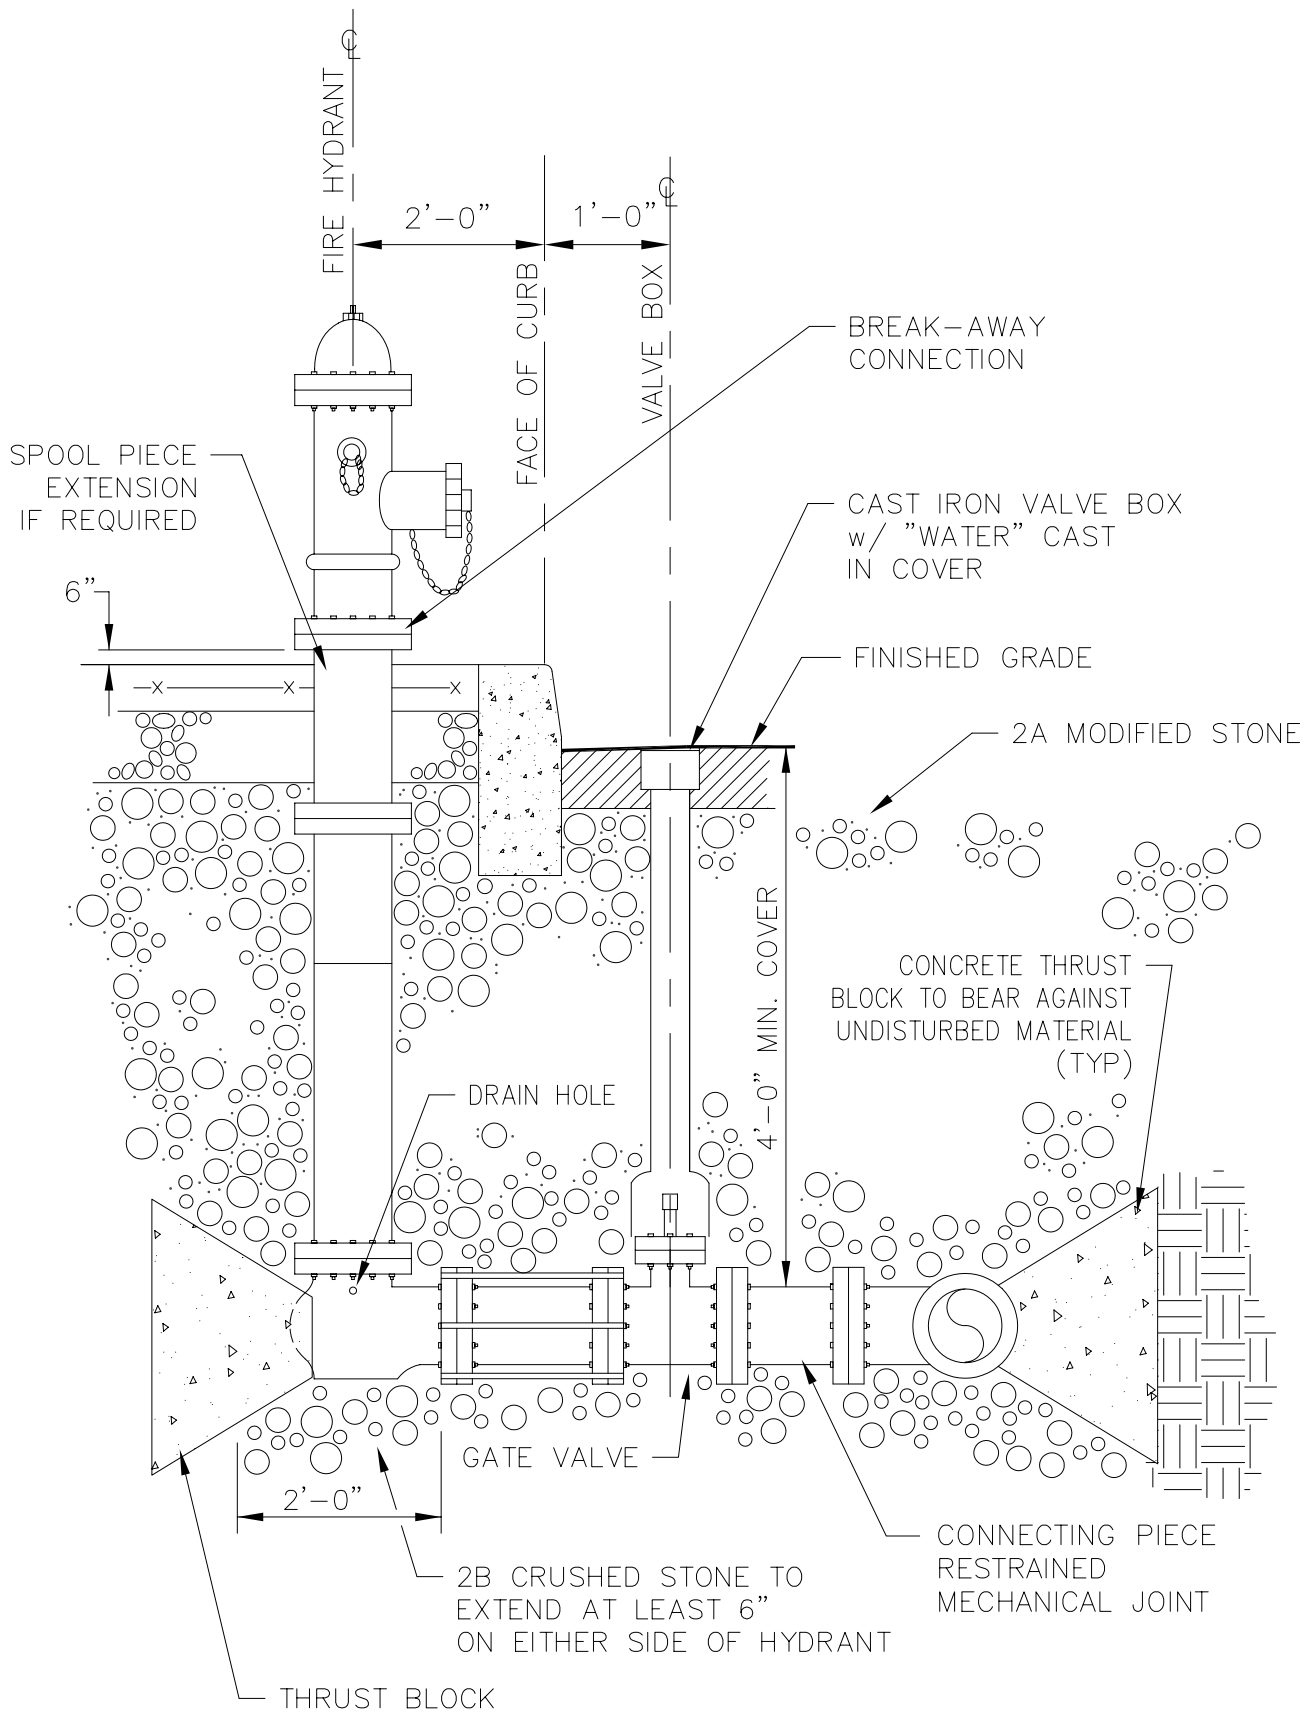 ℄
FIRE HYDRANT
℄
2'-0"
1'-0"
FACE OF CURB
VALVE BOX
BREAK-AWAY
CONNECTION
SPOOL PIECE
EXTENSION
IF REQUIRED
CAST IRON VALVE BOX
w/ "WATER" CAST
IN COVER
6"
FINISHED GRADE
X
X
X
2A MODIFIED STONE
4'-0" MIN. COVER
CONCRETE THRUST
BLOCK TO BEAR AGAINST
UNDISTURBED MATERIAL
(TYP)
DRAIN HOLE
GATE VALVE
2'-0"
CONNECTING PIECE
RESTRAINED
MECHANICAL JOINT
2B CRUSHED STONE TO
EXTEND AT LEAST 6"
ON EITHER SIDE OF HYDRANT
THRUST BLOCK